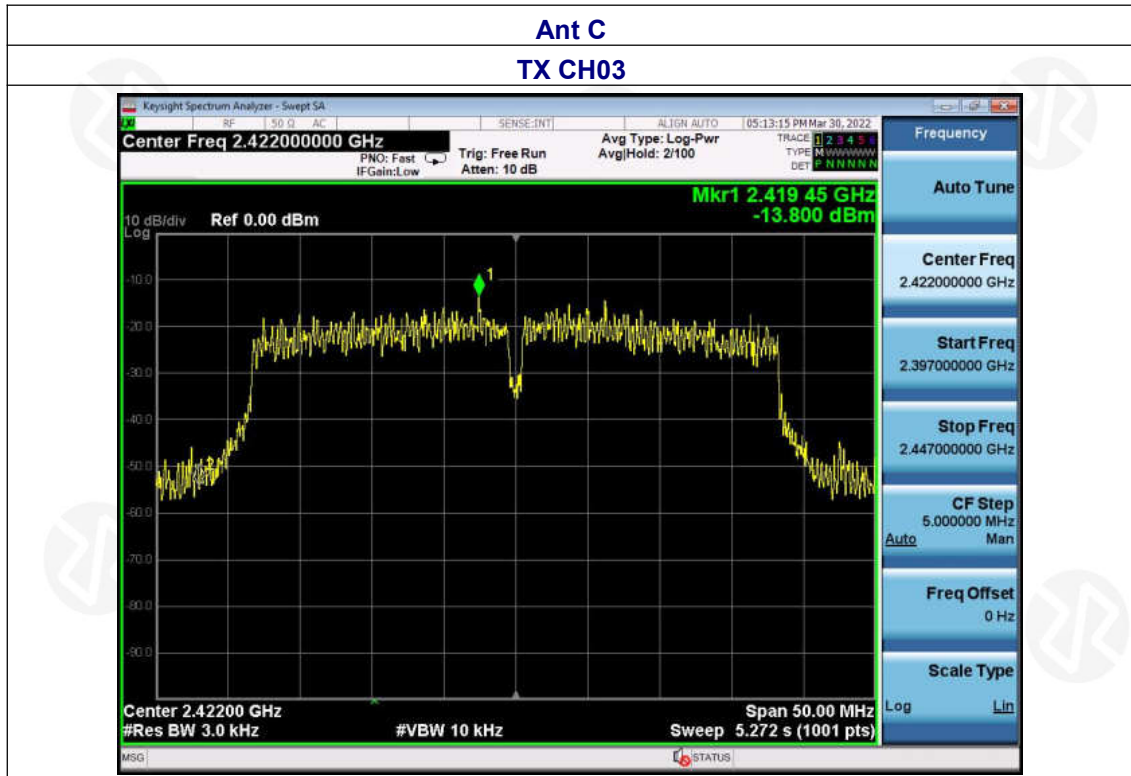 Ant C
TX CH03
Keysight Spectrum Analyzer - Swept SA
RF 50 Ω AC SENSE:INT ALIGN AUTO 05:13:15 PM Mar 30, 2022
Center Freq 2.422000000 GHz
PNO: Fast
IFGain:Low
Trig: Free Run
Atten: 10 dB
Avg Type: Log-Pwr
Avg|Hold: 2/100
TRACE 1 2 3 4 5 6
TYPE M WWWWW
DET P N N N N N
Mkr1 2.419 45 GHz
-13.800 dBm
10 dB/div Ref 0.00 dBm
Log
1
-10.0
-20.0
-30.0
-40.0
-50.0
-60.0
-70.0
-80.0
-90.0
Center 2.42200 GHz Span 50.00 MHz
#Res BW 3.0 kHz #VBW 10 kHz Sweep 5.272 s (1001 pts)
MSG STATUS
Frequency
Auto Tune
Center Freq
2.422000000 GHz
Start Freq
2.397000000 GHz
Stop Freq
2.447000000 GHz
CF Step
5.000000 MHz
Auto Man
Freq Offset
0 Hz
Scale Type
Log Lin